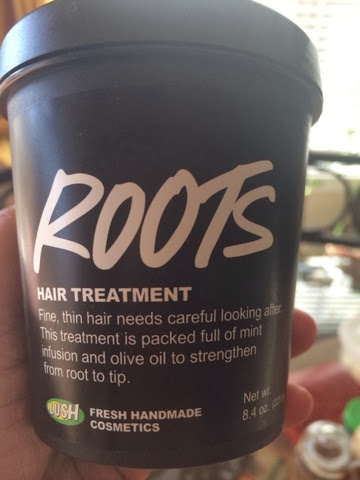 ROOTS
HAIR TREATMENT
Fine, thin hair needs careful looking after.
This treatment is packed full of mint
infusion and olive oil to strengthen
from root to tip.
Net wt.
8.4 oz.
LUSH
FRESH HANDMADE
COSMETICS